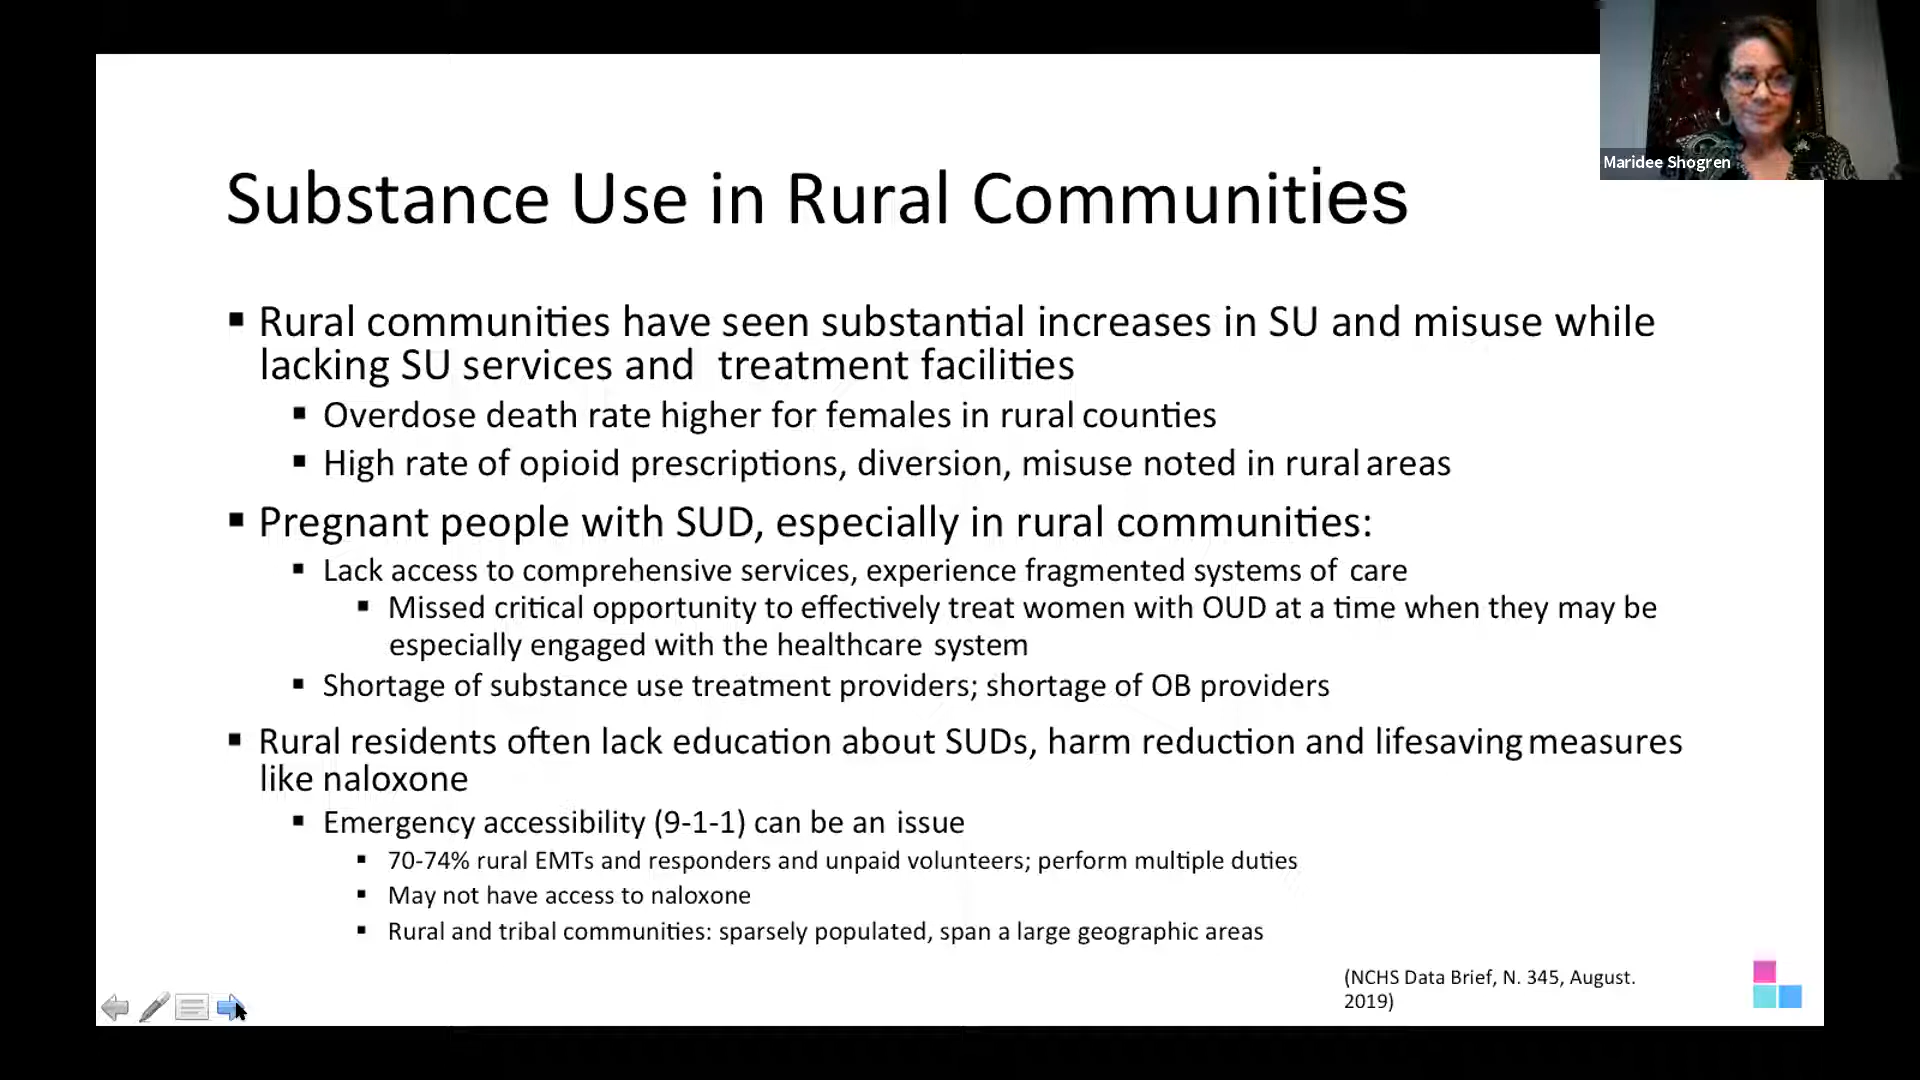 Maridee Shogren
Substance Use in Rural Communities
▪ Rural communities have seen substantial increases in SU and misuse while
lacking SU services and treatment facilities
▪ Overdose death rate higher for females in rural counties
▪ High rate of opioid prescriptions, diversion, misuse noted in rural areas
▪ Pregnant people with SUD, especially in rural communities:
▪ Lack access to comprehensive services, experience fragmented systems of care
▪ Missed critical opportunity to effectively treat women with OUD at a time when they may be
especially engaged with the healthcare system
▪ Shortage of substance use treatment providers; shortage of OB providers
▪ Rural residents often lack education about SUDs, harm reduction and lifesaving measures
like naloxone
▪ Emergency accessibility (9-1-1) can be an issue
▪ 70-74% rural EMTs and responders and unpaid volunteers; perform multiple duties
▪ May not have access to naloxone
▪ Rural and tribal communities: sparsely populated, span a large geographic areas
(NCHS Data Brief, N. 345, August.
2019)